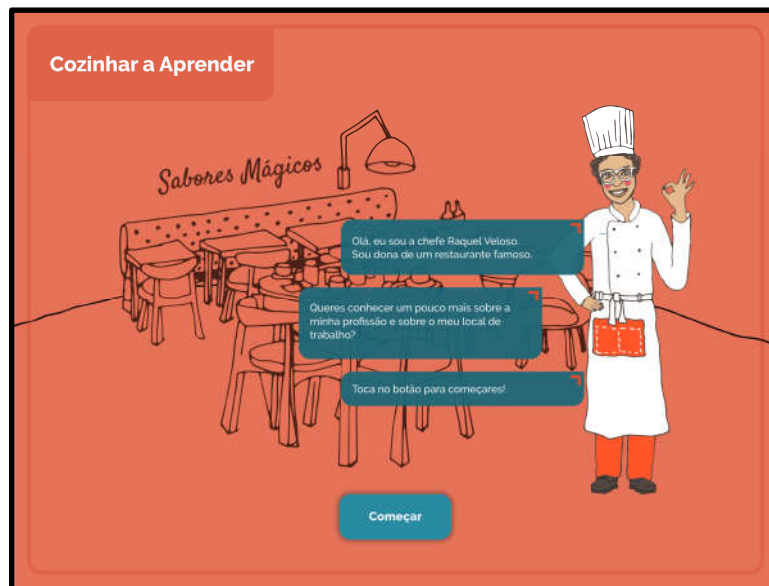 Cozinhar a Aprender
Sabores Mágicos
Olá, eu sou a chefe Raquel Veloso.
Sou dona de um restaurante famoso.
Queres conhecer um pouco mais sobre a
minha profissão e sobre o meu local de
trabalho?
Toca no botão para começares!
Começar